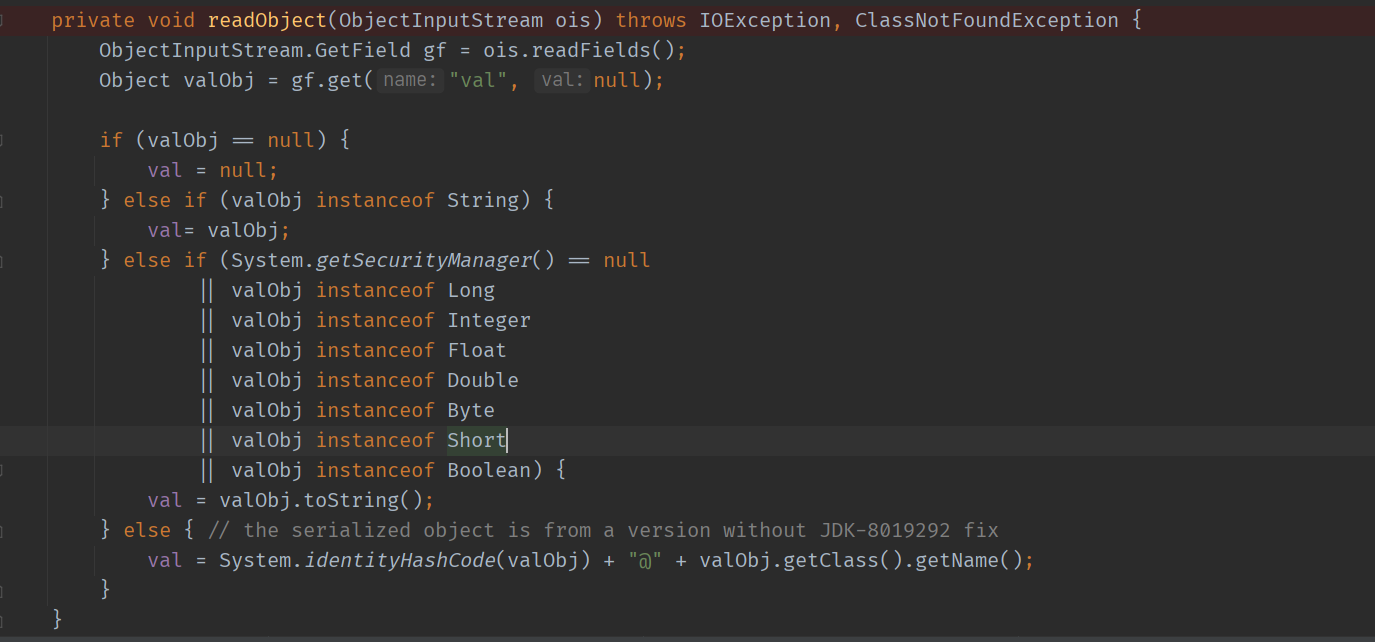 private void readObject(ObjectInputStream ois) throws IOException, ClassNotFoundException {
    ObjectInputStream.GetField gf = ois.readFields();
    Object valObj = gf.get( name: "val", val: null);

    if (valObj == null) {
        val = null;
    } else if (valObj instanceof String) {
        val= valObj;
    } else if (System.getSecurityManager() == null
            || valObj instanceof Long
            || valObj instanceof Integer
            || valObj instanceof Float
            || valObj instanceof Double
            || valObj instanceof Byte
            || valObj instanceof Short
            || valObj instanceof Boolean) {
        val = valObj.toString();
    } else { // the serialized object is from a version without JDK-8019292 fix
        val = System.identityHashCode(valObj) + "@" + valObj.getClass().getName();
    }
}